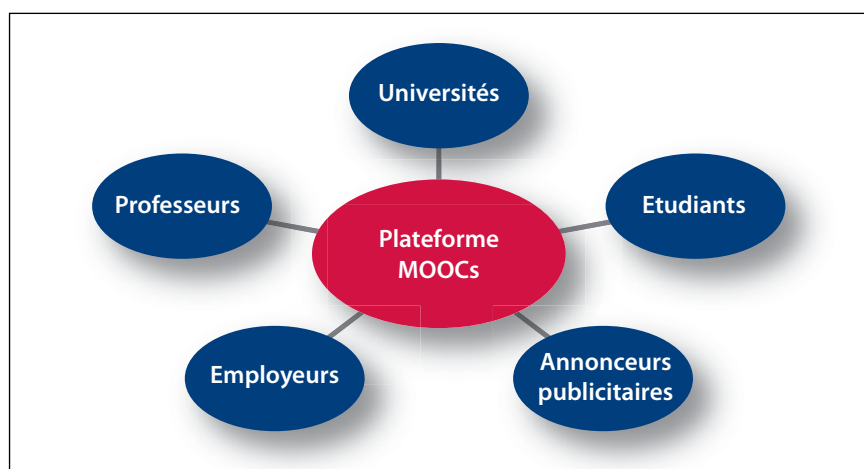 Universités
Professeurs
Etudiants
Plateforme
MOOCs
Employeurs
Annonceurs
publicitaires